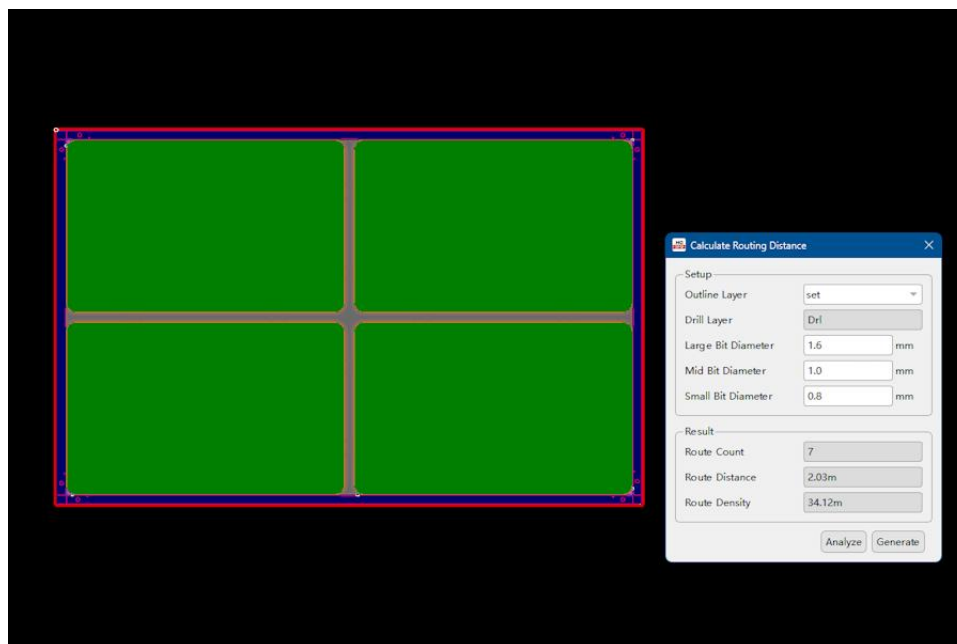 Calculate Routing Distance
Setup
Outline Layer set
Drill Layer Drl
Large Bit Diameter 1.6 mm
Mid Bit Diameter 1.0 mm
Small Bit Diameter 0.8 mm
Result
Route Count 7
Route Distance 2.03m
Route Density 34.12m
Analyze Generate